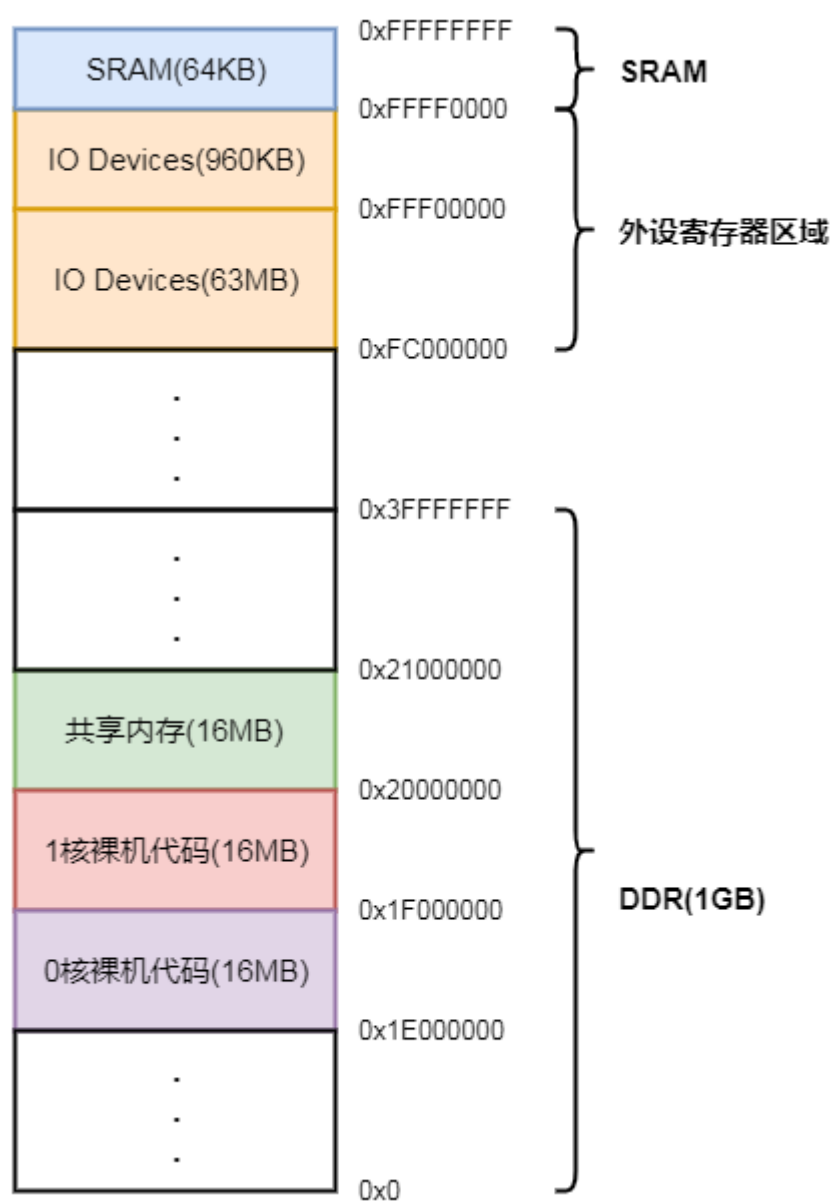 0xFFFFFFFF
SRAM(64KB)
SRAM
0xFFFF0000
IO Devices(960KB)
0xFFF00000
外设寄存器区域
IO Devices(63MB)
0xFC000000
.
.
.
0x3FFFFFFF
.
.
.
0x21000000
共享内存(16MB)
0x20000000
1核裸机代码(16MB)
DDR(1GB)
0x1F000000
0核裸机代码(16MB)
0x1E000000
.
.
.
0x0